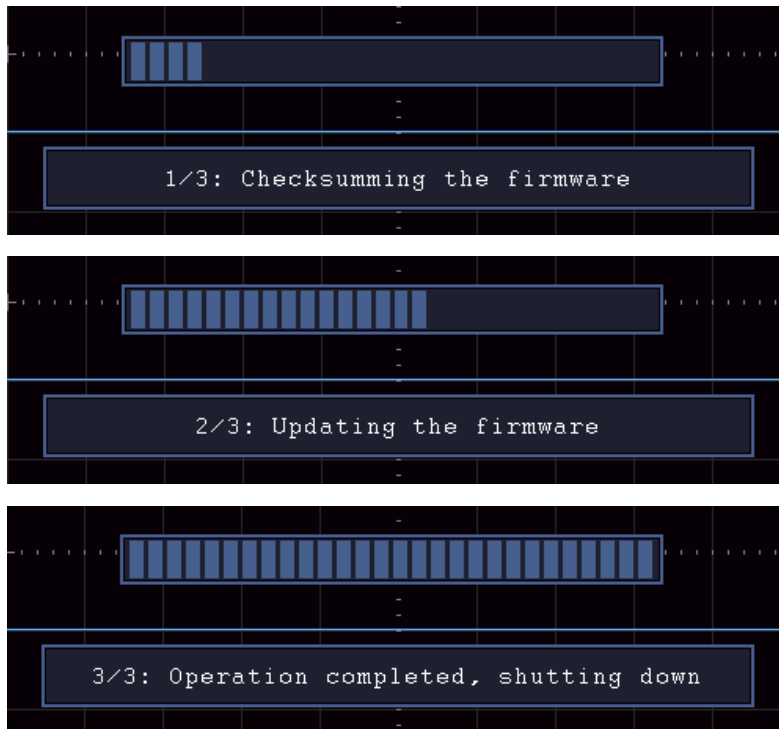 1/3: Checksumming the firmware
2/3: Updating the firmware
3/3: Operation completed, shutting down